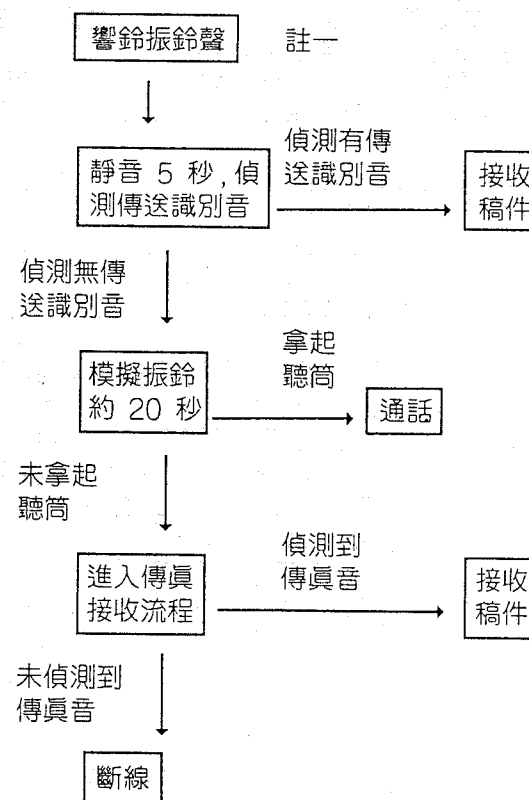 響鈴振鈴聲 註一
偵測有傳
送識別音
靜音 5 秒,偵
測傳送識別音
接收
稿件
偵測無傳
送識別音
模擬振鈴
約 20 秒
拿起
聽筒
通話
未拿起
聽筒
進入傳眞
接收流程
偵測到
傳眞音
接收
稿件
未偵測到
傳眞音
斷線